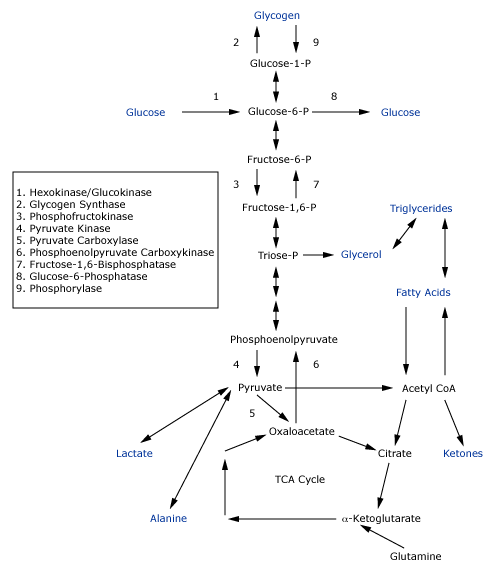 Glycogen
2
9
Glucose-1-P
1
8
Glucose
Glucose-6-P
Glucose
Fructose-6-P
3
7
Fructose-1,6-P
Triglycerides
1. Hexokinase/Glucokinase
2. Glycogen Synthase
3. Phosphofructokinase
4. Pyruvate Kinase
5. Pyruvate Carboxylase
6. Phosphoenolpyruvate Carboxykinase
7. Fructose-1,6-Bisphosphatase
8. Glucose-6-Phosphatase
9. Phosphorylase
Triose-P
Glycerol
Fatty Acids
Phosphoenolpyruvate
4
6
Pyruvate
Acetyl CoA
5
Oxaloacetate
Lactate
Citrate
Ketones
TCA Cycle
Alanine
α-Ketoglutarate
Glutamine